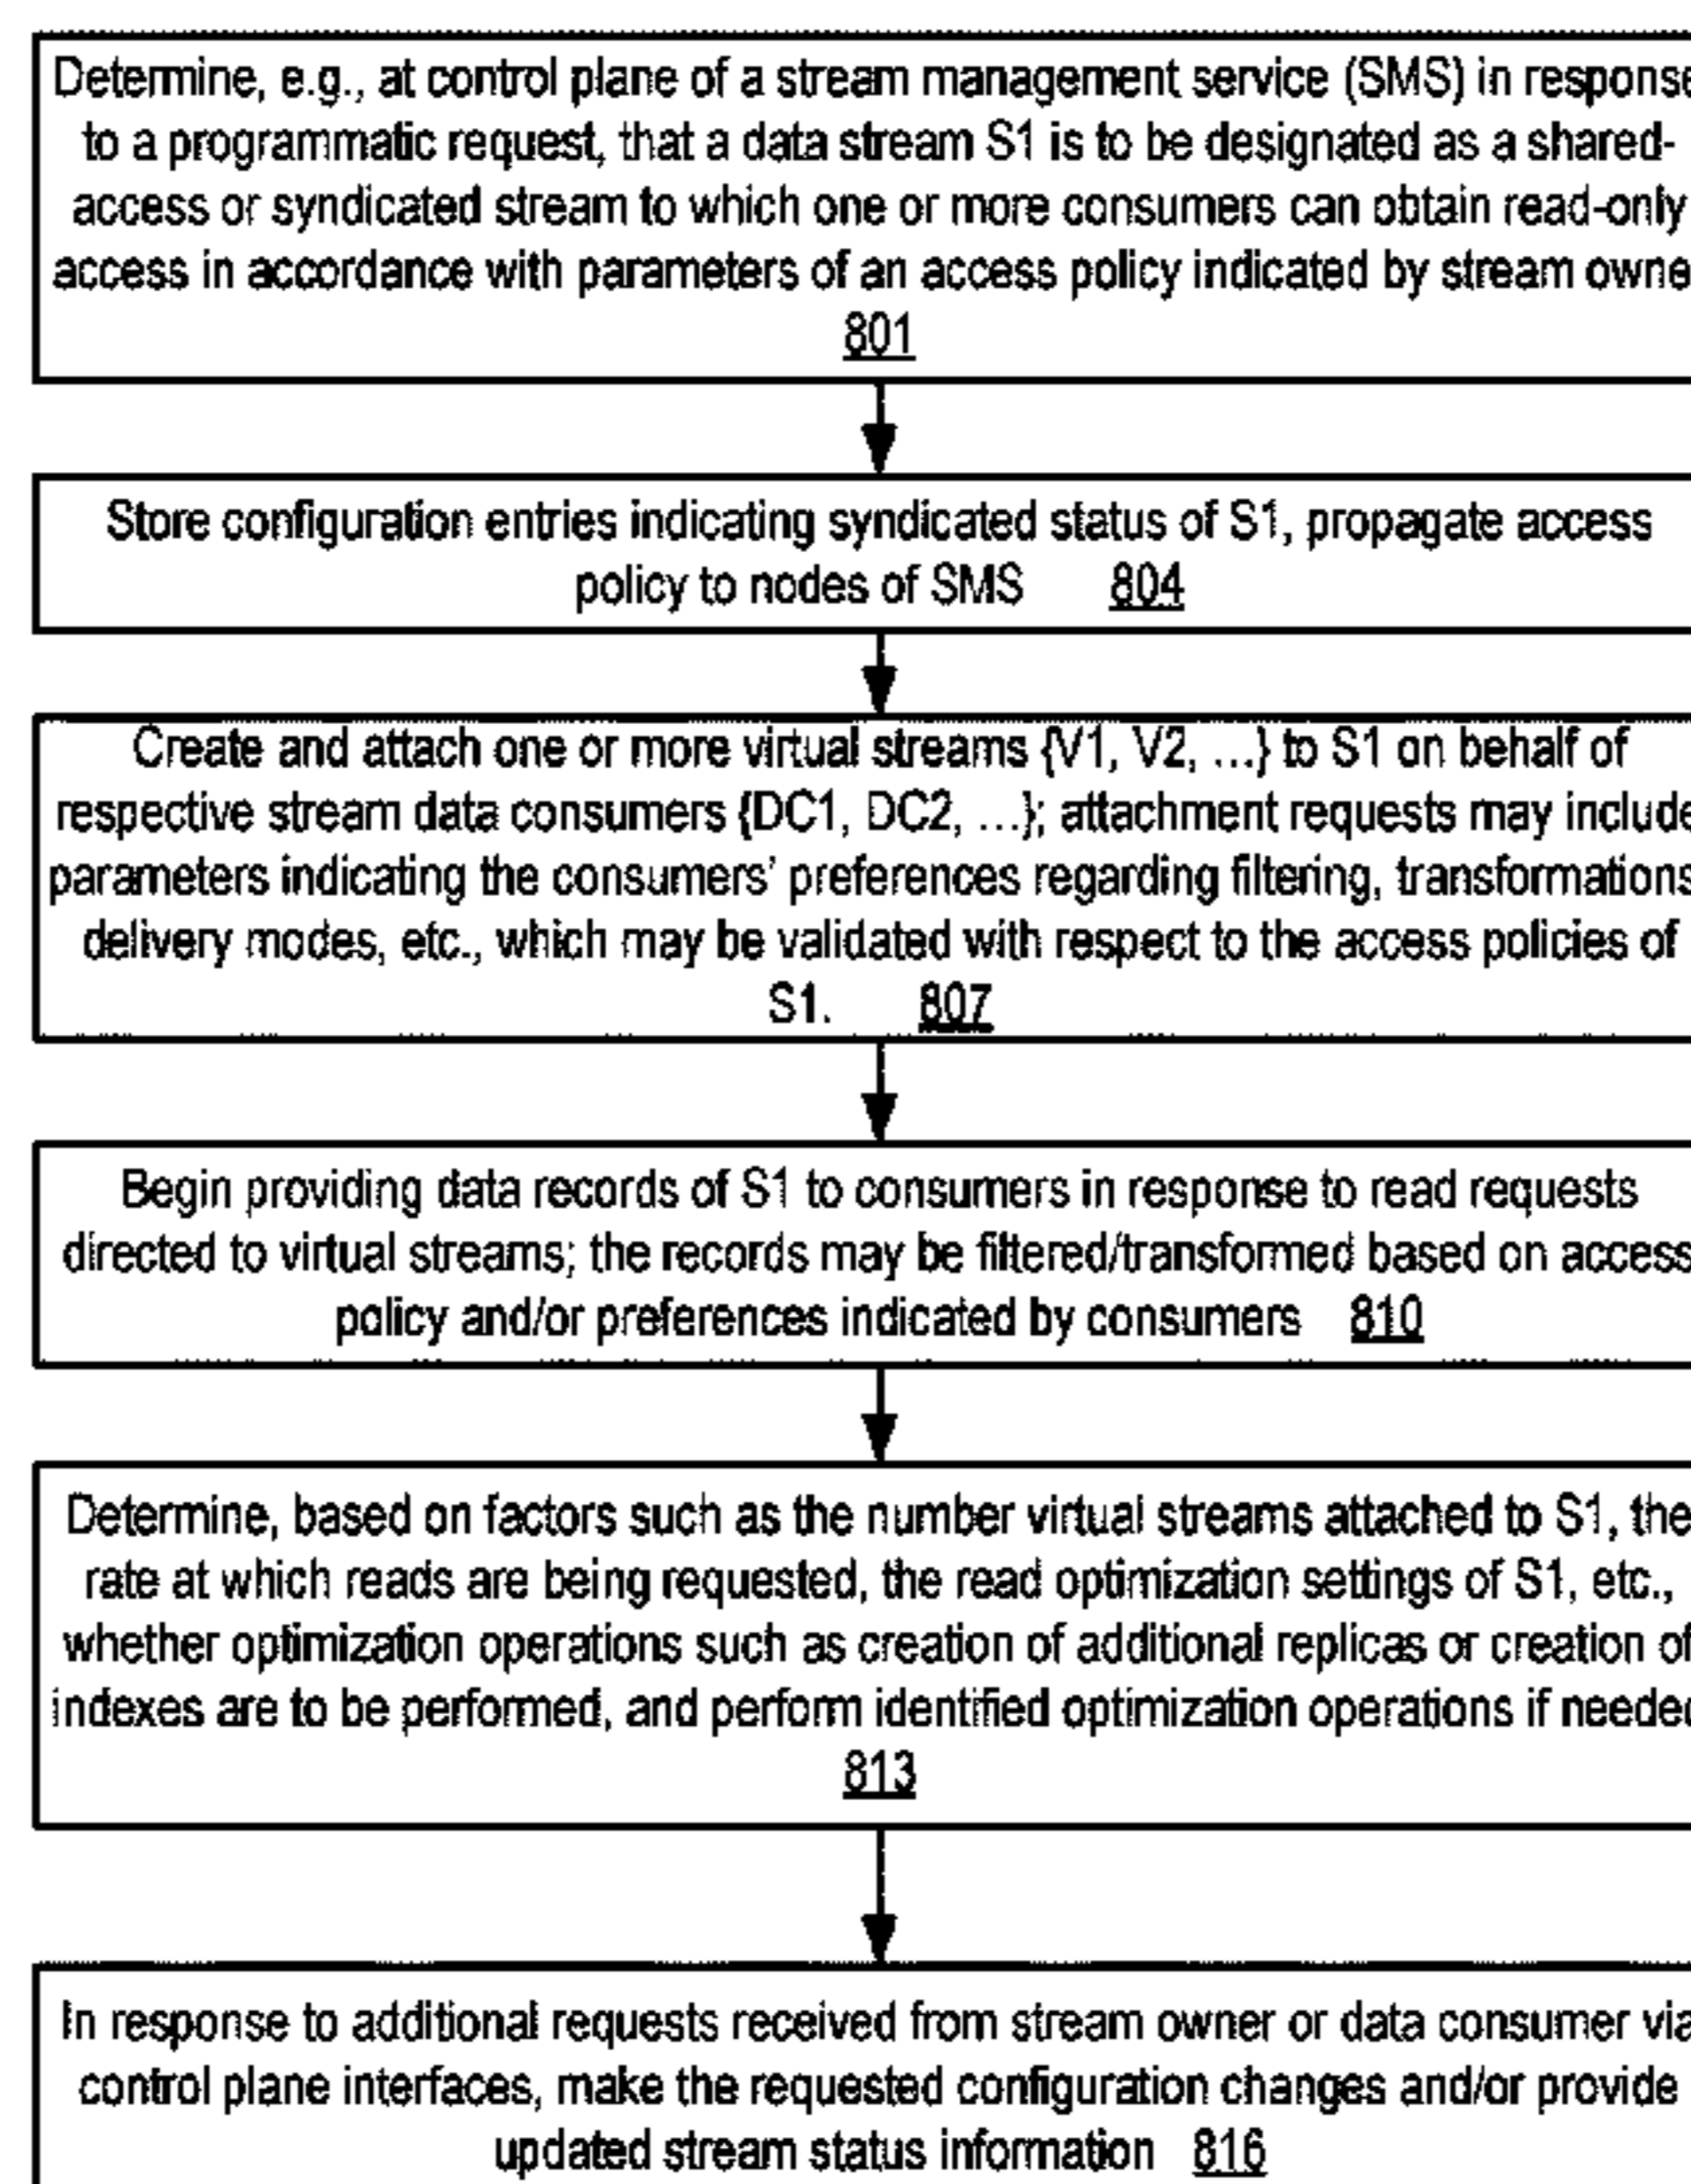 Determine, e.g., at control plane of a stream management service (SMS) in response
to a programmatic request, that a data stream S1 is to be designated as a shared-
access or syndicated stream to which one or more consumers can obtain read-only
access in accordance with parameters of an access policy indicated by stream owne
801
Store configuration entries indicating syndicated status of S1, propagate access
policy to nodes of SMS 804
Create and attach one or more virtual streams {V1, V2, ...} to S1 on behalf of
respective stream data consumers {DC1, DC2, ...}; attachment requests may include
parameters indicating the consumers' preferences regarding filtering, transformations
delivery modes, etc., which may be validated with respect to the access policies of
S1. 807
Begin providing data records of S1 to consumers in response to read requests
directed to virtual streams; the records may be filtered/transformed based on access
policy and/or preferences indicated by consumers 810
Determine, based on factors such as the number virtual streams attached to S1, the
rate at which reads are being requested, the read optimization settings of S1, etc.,
whether optimization operations such as creation of additional replicas or creation of
indexes are to be performed, and perform identified optimization operations if needed
813
In response to additional requests received from stream owner or data consumer via
control plane interfaces, make the requested configuration changes and/or provide
updated stream status information 816